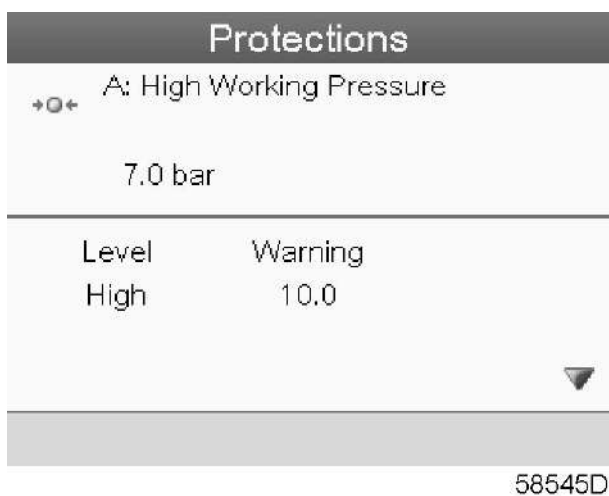 Protections
A: High Working Pressure
7.0 bar
Level Warning
High 10.0
58545D